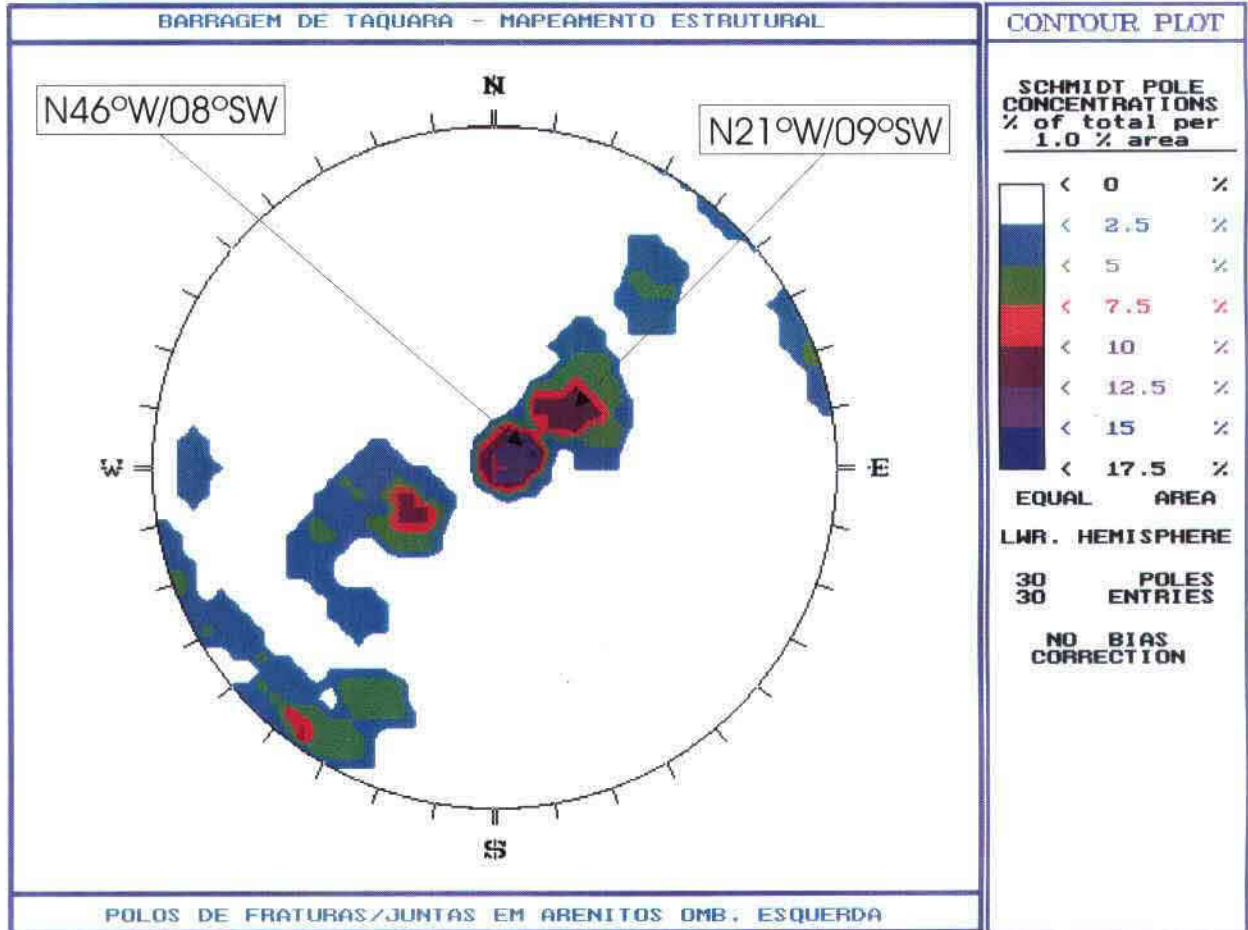 BARRAGEM DE TAQUARA - MAPEAMENTO ESTRUTURAL
N46°W/08°SW
N
N21°W/09°SW
W
E
S
POLOS DE FRATURAS/JUNTAS EM ARENITOS OMB. ESQUERDA
CONTOUR PLOT
SCHMIDT POLE
CONCENTRATIONS
% of total per
1.0 % area
< 0 %
< 2.5 %
< 5 %
< 7.5 %
< 10 %
< 12.5 %
< 15 %
< 17.5 %
EQUAL AREA
LWR. HEMISPHERE
30 POLES
30 ENTRIES
NO BIAS
CORRECTION